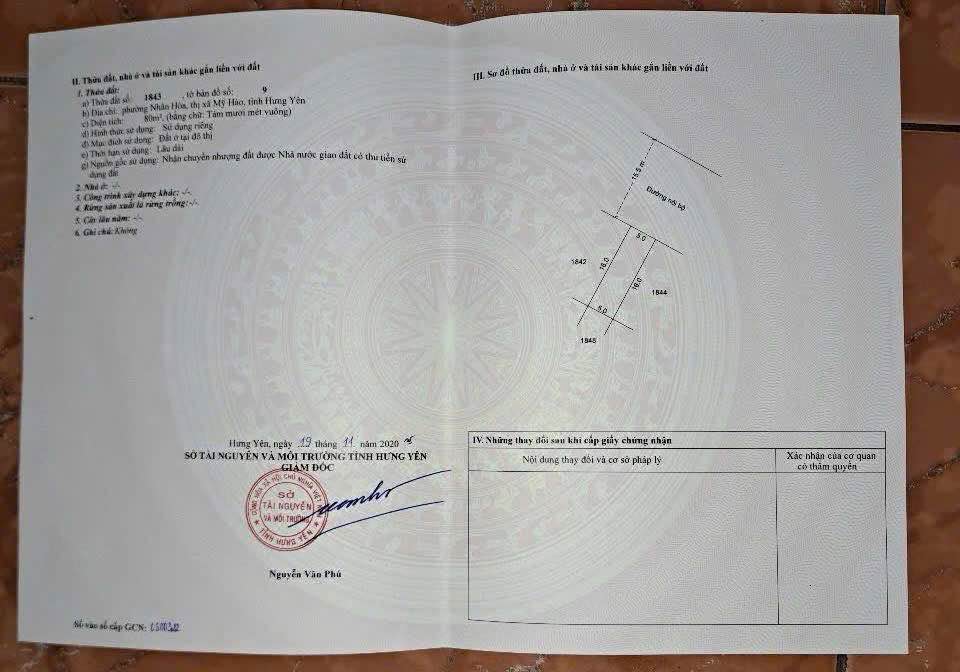 II. Thửa đất, nhà ở và tài sản khác gắn liền với đất
1. Thửa đất:
a) Thửa đất số: 1843 , tờ bản đồ số: 9
b) Địa chỉ: phường Nhân Hòa, thị xã Mỹ Hào, tỉnh Hưng Yên
c) Diện tích: 80m², (bằng chữ: Tám mươi mét vuông)
d) Hình thức sử dụng: Sử dụng riêng
đ) Mục đích sử dụng: Đất ở tại đô thị
e) Thời hạn sử dụng: Lâu dài
g) Nguồn gốc sử dụng: Nhận chuyển nhượng đất được Nhà nước giao đất có thu tiền sử
dụng đất
2. Nhà ở: -/-
3. Công trình xây dựng khác: -/-
4. Rừng sản xuất là rừng trồng:-/-
5. Cây lâu năm: -/-
6. Ghi chú: Không
Hưng Yên, ngày 19 tháng 11 năm 2020
SỞ TÀI NGUYÊN VÀ MÔI TRƯỜNG TỈNH HƯNG YÊN
GIÁM ĐỐC
CỘNG HÒA XÃ HỘI CHỦ NGHĨA VIỆT NAM
SỞ
TÀI NGUYÊN
VÀ MÔI TRƯỜNG
TỈNH HƯNG YÊN
Nguyễn Văn Phú
Số vào sổ cấp GCN:
III. Sơ đồ thửa đất, nhà ở và tài sản khác gắn liền với đất
15.5 m
Đường nội bộ
5.0
1842
16.0
16.0
1844
5.0
IV. Những thay đổi sau khi cấp giấy chứng nhận
Nội dung thay đổi và cơ sở pháp lý
Xác nhận của cơ quan
có thẩm quyền